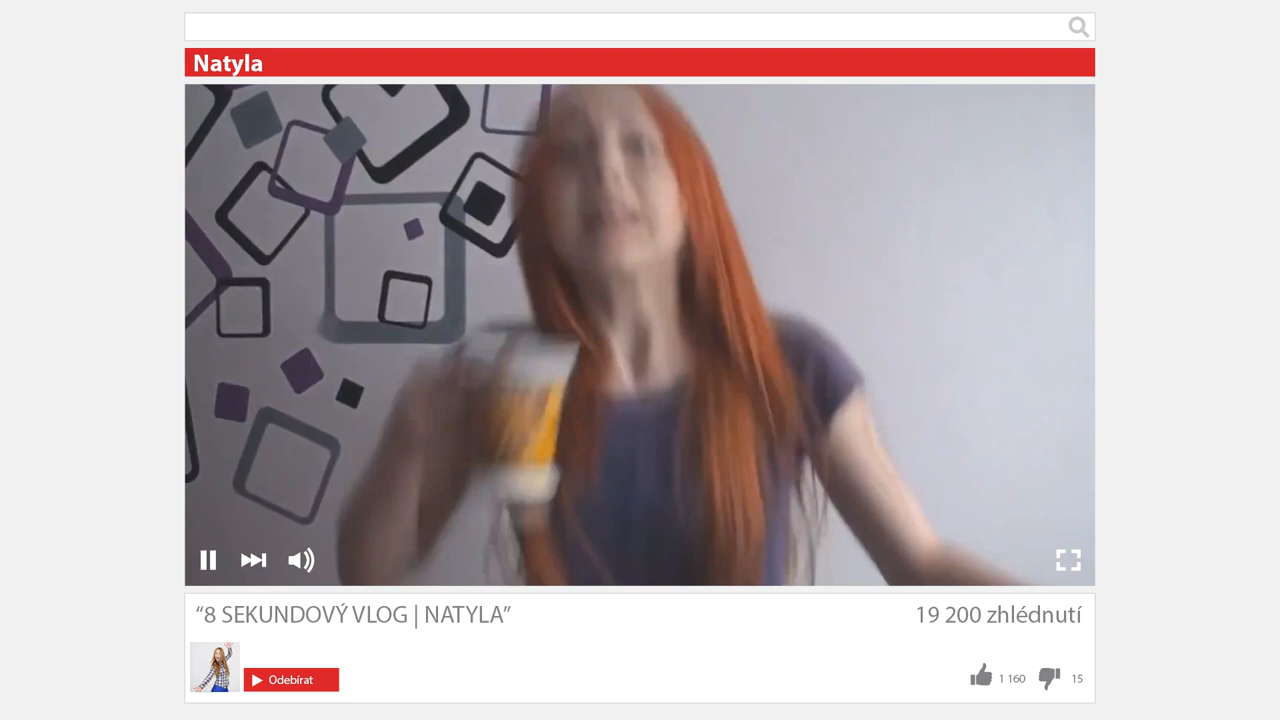 Natyla
“8 SEKUNDOVÝ VLOG | NATYLA”
19 200 zhlédnutí
Odebírat
1 160
15